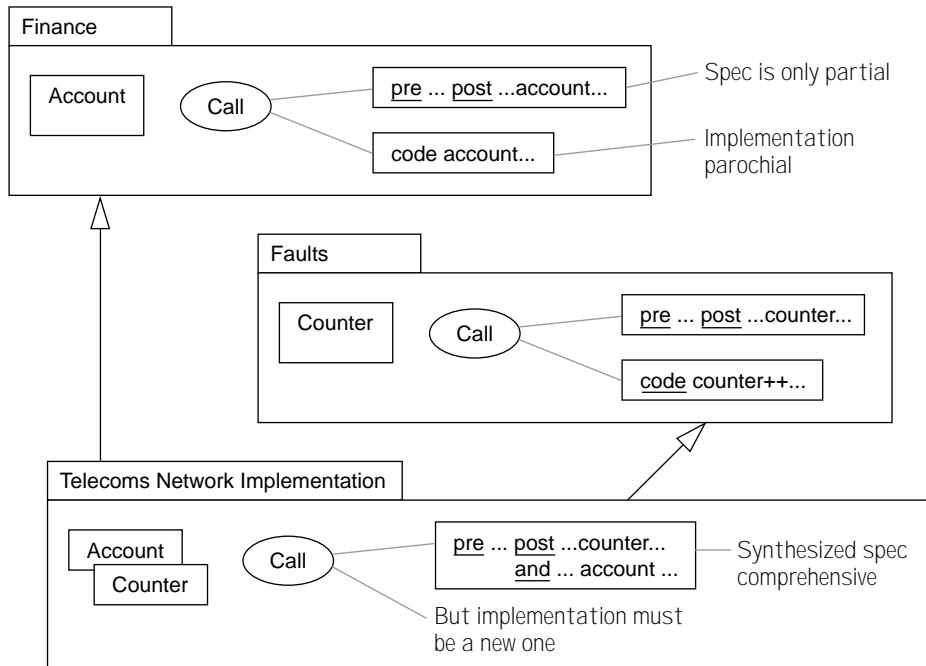 Finance
Account
Call
pre ... post ...account...
Spec is only partial
code account...
Implementation
parochial
Faults
Counter
Call
pre ... post ...counter...
code counter++...
Telecoms Network Implementation
Account
Counter
Call
pre ... post ...counter...
and ... account ...
Synthesized spec
comprehensive
But implementation must
be a new one